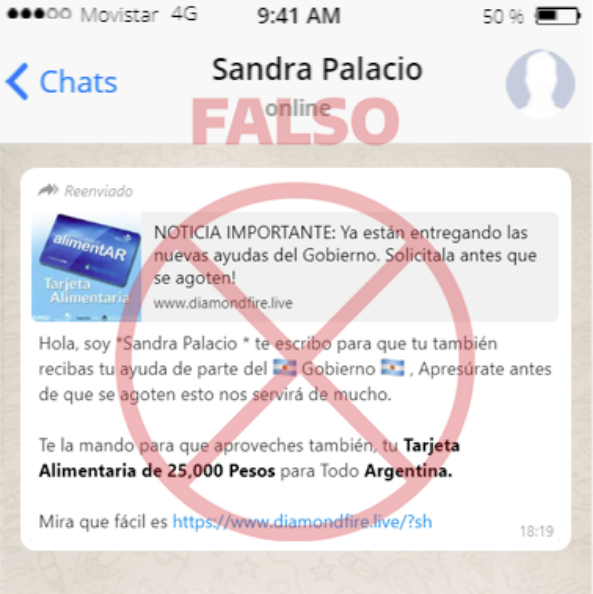 Movistar 4G 9:41 AM 50 %
Chats
Sandra Palacio
online
FALSO
Reenviado
alimentAR
Tarjeta
Alimentaria
NOTICIA IMPORTANTE: Ya están entregando las
nuevas ayudas del Gobierno. Solicitala antes que
se agoten!
www.diamondfire.live
Hola, soy *Sandra Palacio * te escribo para que tu también
recibas tu ayuda de parte del 🇦🇷 Gobierno 🇦🇷 , Apresúrate antes
de que se agoten esto nos servirá de mucho.
Te la mando para que aproveches también, tu Tarjeta
Alimentaria de 25,000 Pesos para Todo Argentina.
Mira que fácil es https://www.diamondfire.live/?sh
18:19